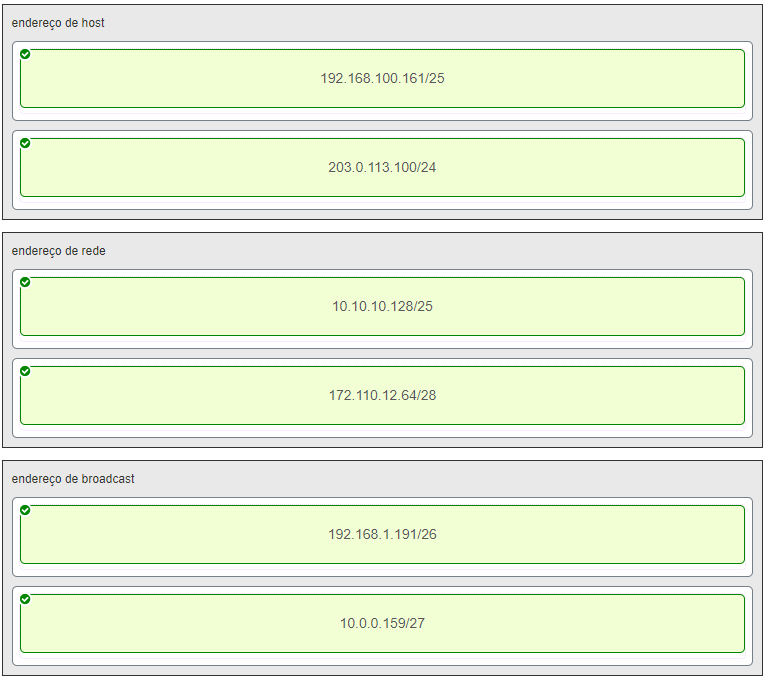 endereço de host
192.168.100.161/25
203.0.113.100/24
endereço de rede
10.10.10.128/25
172.110.12.64/28
endereço de broadcast
192.168.1.191/26
10.0.0.159/27